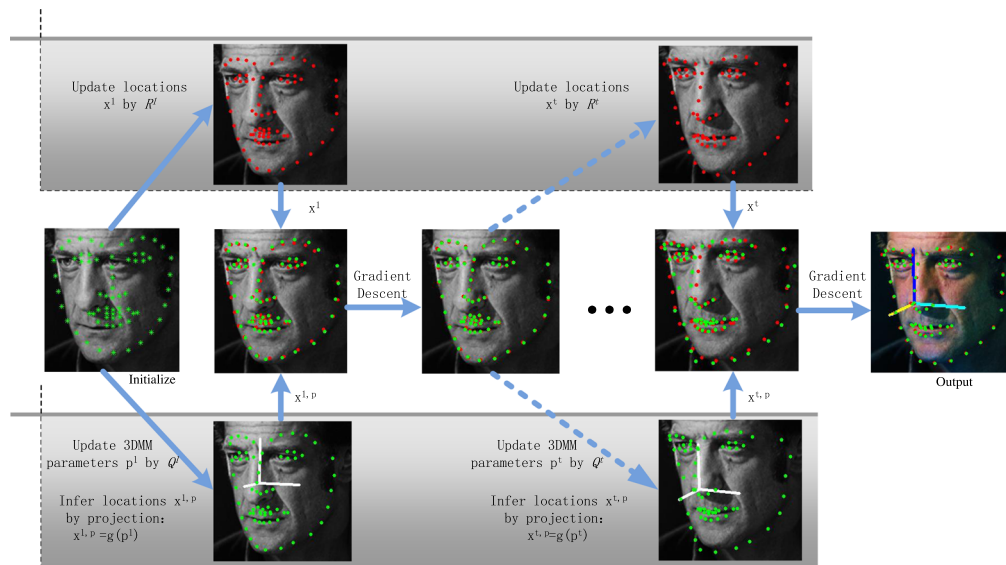 Update locations
x¹ by Rˡ
Update locations
xᵗ by Rᵗ
x¹
xᵗ
Initialize
Gradient
Descent
Gradient
Descent
Output
x¹,ᵖ
xᵗ,ᵖ
Update 3DMM
parameters p¹ by Qˡ
Infer locations x¹,ᵖ
by projection:
x¹,ᵖ=g(p¹)
Update 3DMM
parameters pᵗ by Qᵗ
Infer locations xᵗ,ᵖ
by projection:
xᵗ,ᵖ=g(pᵗ)